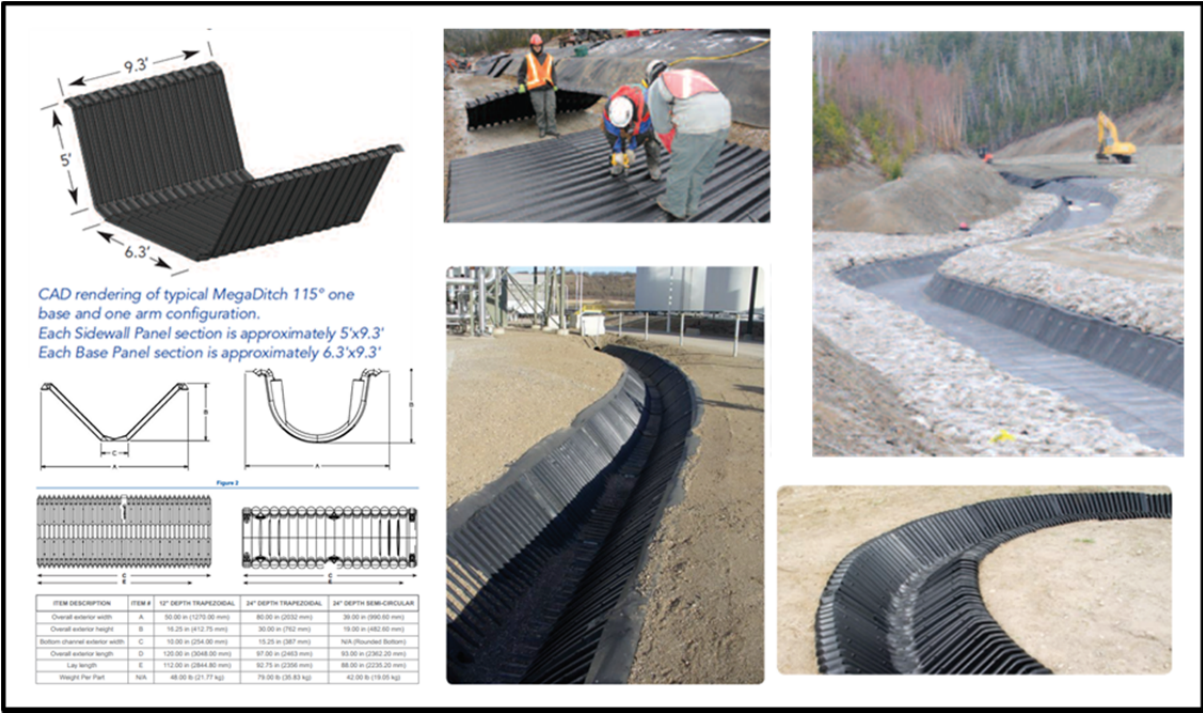 9.3'
5'
6.3'
CAD rendering of typical MegaDitch 115° one
base and one arm configuration.
Each Sidewall Panel section is approximately 5'x9.3'
Each Base Panel section is approximately 6.3'x9.3'
B
C
A
D
A
Figure 2
C
E
C
E
ITEM DESCRIPTION ITEM # 12" DEPTH TRAPEZOIDAL 24" DEPTH TRAPEZOIDAL 24" DEPTH SEMI-CIRCULAR
Overall exterior width A 50.00 in (1270.00 mm) 80.00 in (2032 mm) 39.00 in (990.60 mm)
Overall exterior height B 16.25 in (412.75 mm) 30.00 in (762 mm) 19.00 in (482.60 mm)
Bottom channel exterior width C 10.00 in (254.00 mm) 15.25 in (387 mm) N/A (Rounded Bottom)
Overall exterior length D 120.00 in (3048.00 mm) 97.00 in (2463 mm) 93.00 in (2362.20 mm)
Lay length E 112.00 in (2844.80 mm) 92.75 in (2356 mm) 88.00 in (2235.20 mm)
Weight Per Part N/A 48.00 lb (21.77 kg) 79.00 lb (35.83 kg) 42.00 lb (19.05 kg)